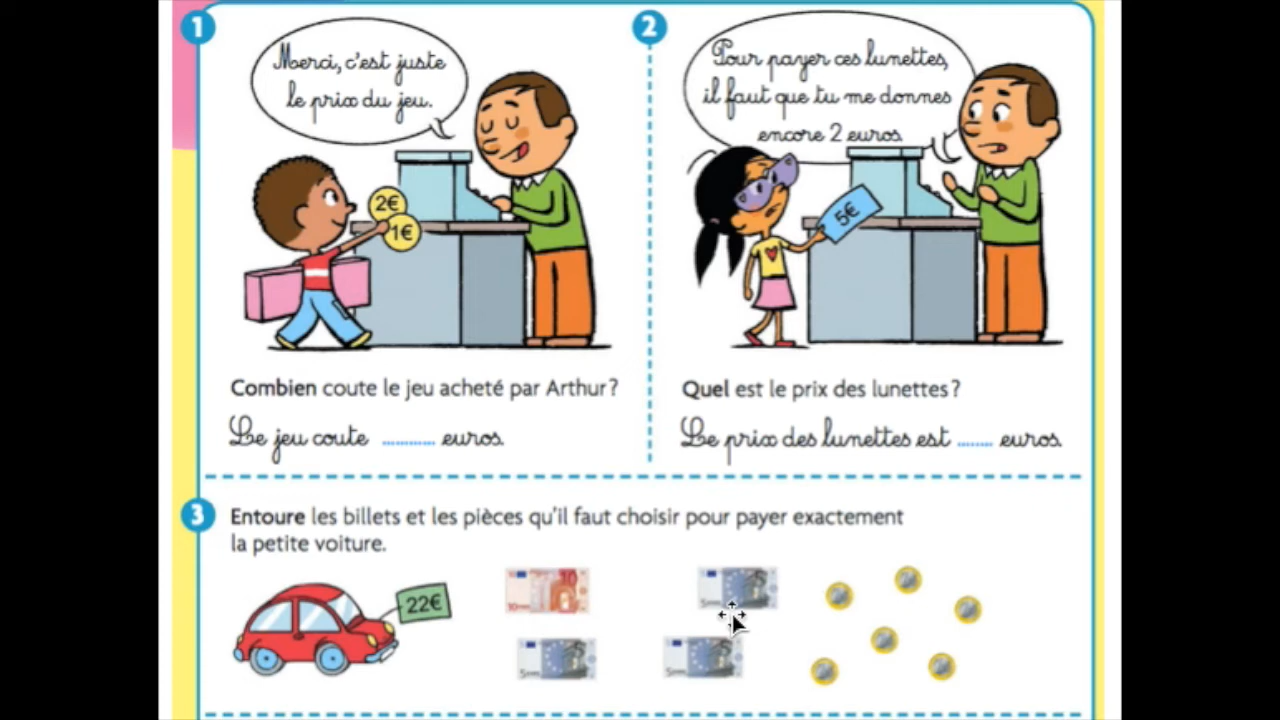 1
Merci, c'est juste
le prix du jeu.
2€
1€
Combien coute le jeu acheté par Arthur ?
Le jeu coute ............ euros.
2
Pour payer ces lunettes,
il faut que tu me donnes
encore 2 euros.
5€
Quel est le prix des lunettes ?
Le prix des lunettes est ........ euros.
3
Entoure les billets et les pièces qu'il faut choisir pour payer exactement
la petite voiture.
22€
10